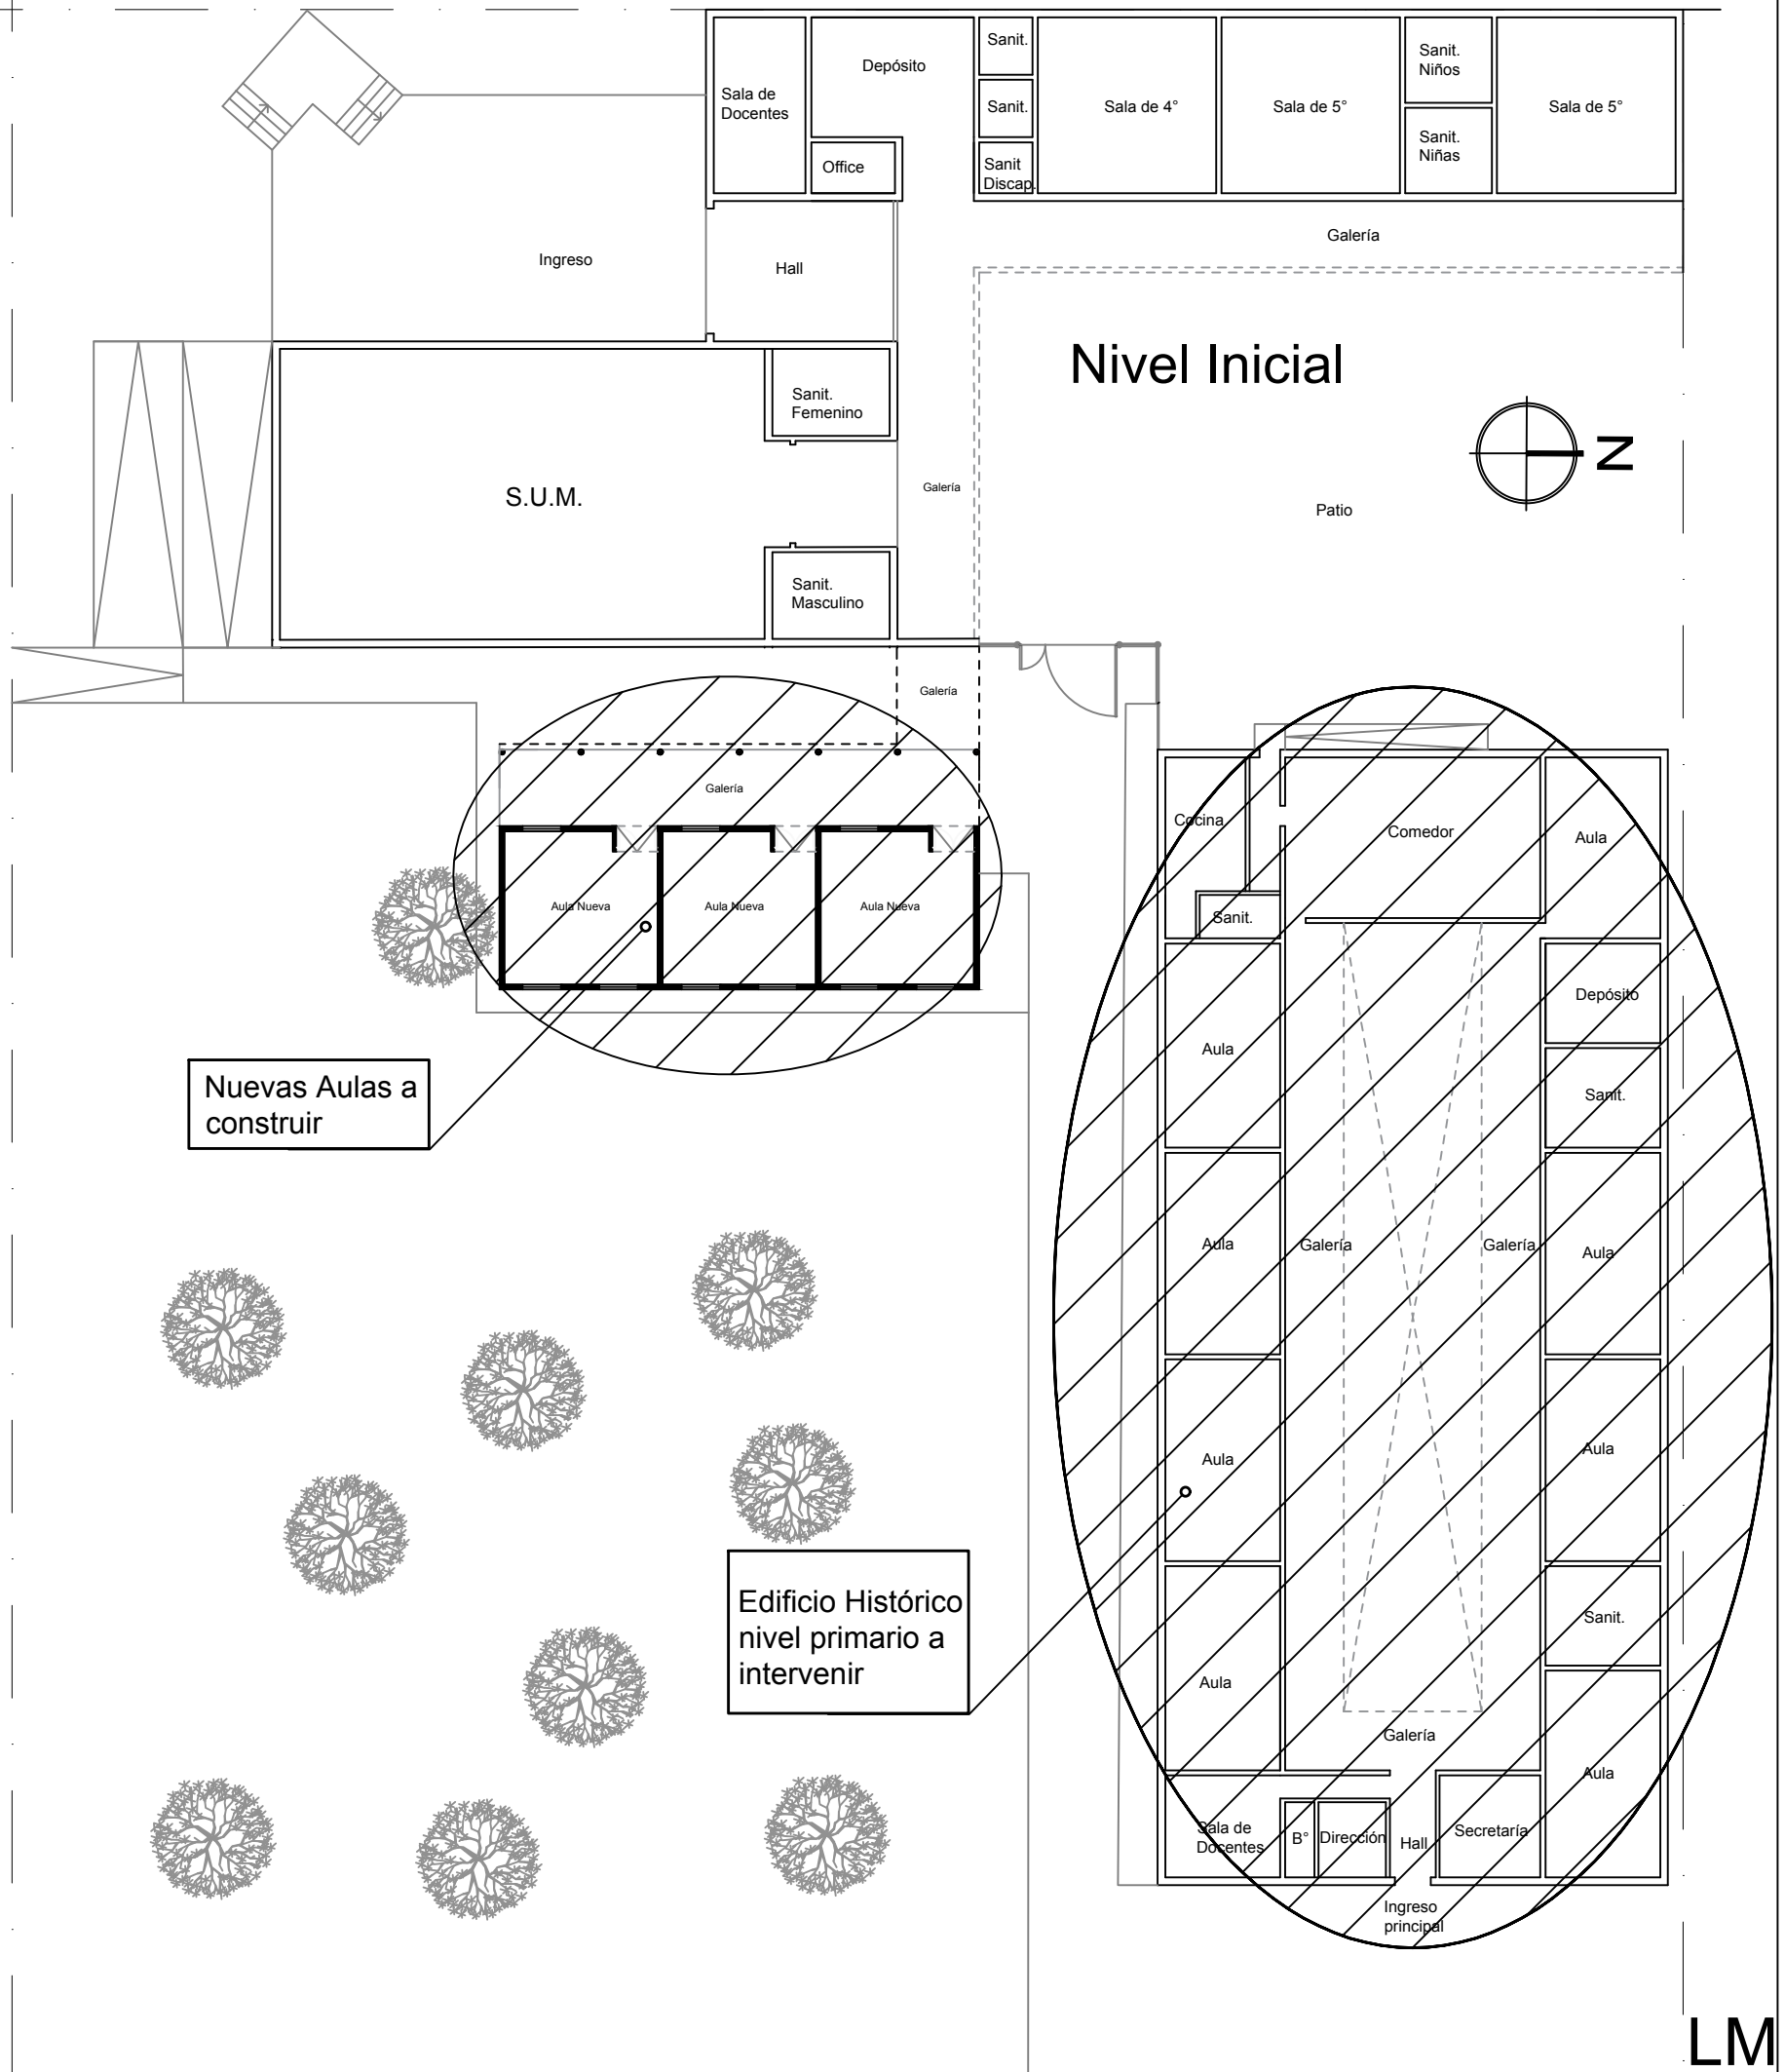 Sanit.
Depósito
Sanit.
Niños
Sala de
Docentes
Sanit.
Sala de 4°
Sala de 5°
Sala de 5°
Sanit.
Niñas
Office
Sanit
Discap.
Galería
Ingreso
Hall
Nivel Inicial
N
Sanit.
Femenino
S.U.M.
Galería
Patio
Sanit.
Masculino
Galería
Galería
Cocina
Comedor
Aula
Aula Nueva
Aula Nueva
Aula Nueva
Sanit.
Depósito
Aula
Nuevas Aulas a
construir
Sanit.
Aula
Galería
Galería
Aula
Aula
Aula
Edificio Histórico
nivel primario a
intervenir
Sanit.
Aula
Galería
Aula
Sala de
Docentes
B°
Dirección
Hall
Secretaría
Ingreso
principal
LM